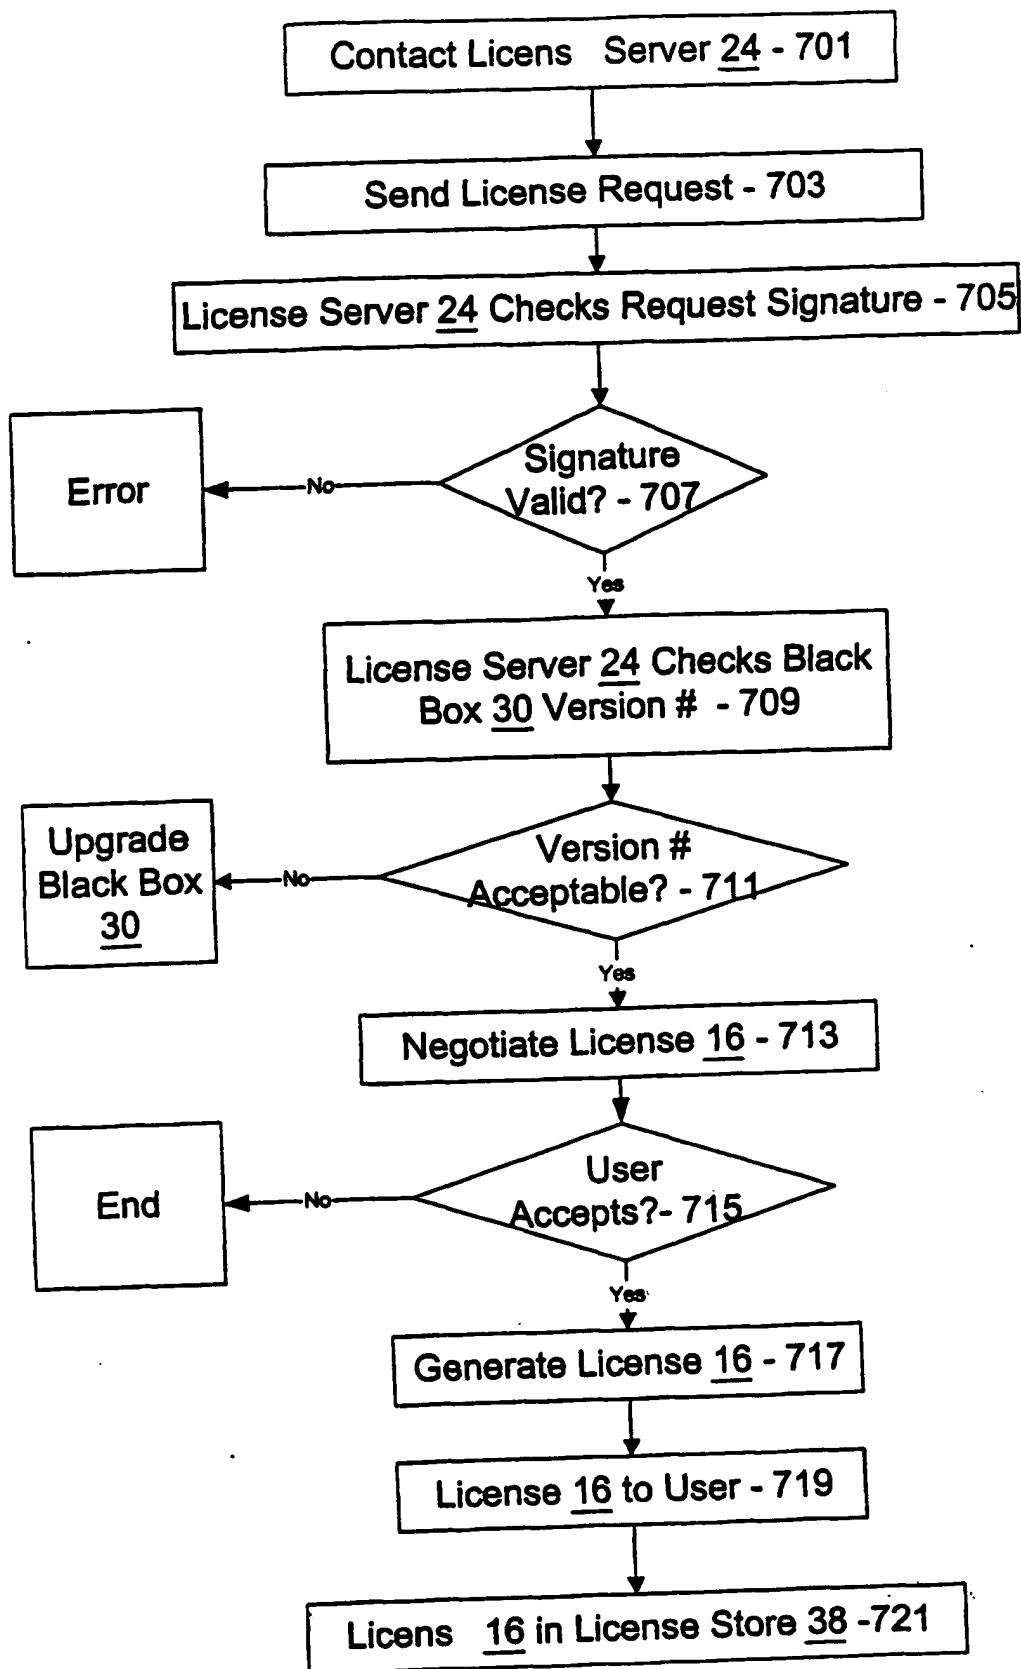 Contact Licens Server 24 - 701
Send License Request - 703
License Server 24 Checks Request Signature - 705
Signature
Valid? - 707
No
Error
Yes
License Server 24 Checks Black
Box 30 Version # - 709
Version #
Acceptable? - 711
No
Upgrade
Black Box
30
Yes
Negotiate License 16 - 713
User
Accepts?- 715
No
End
Yes
Generate License 16 - 717
License 16 to User - 719
Licens 16 in License Store 38 -721